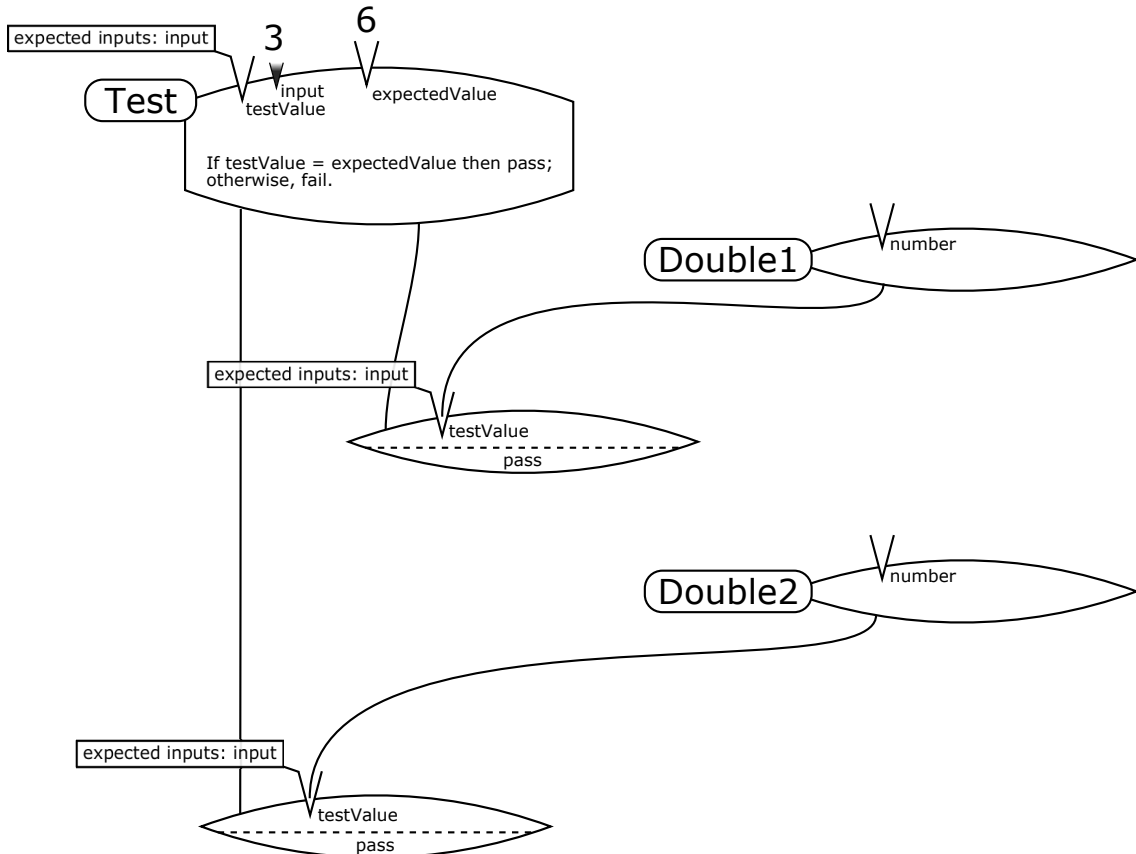 expected inputs: input
3
6
Test
input
testValue
expectedValue
If testValue = expectedValue then pass;
otherwise, fail.
Double1
number
expected inputs: input
testValue
pass
Double2
number
expected inputs: input
testValue
pass